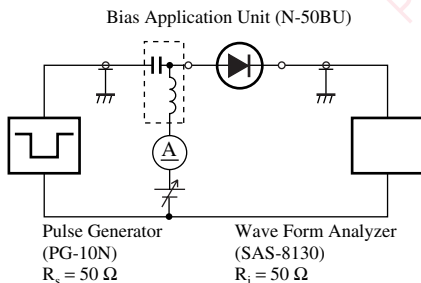 Bias Application Unit (N-50BU)
A
Pulse Generator
(PG-10N)
Rs = 50 Ω
Wave Form Analyzer
(SAS-8130)
Ri = 50 Ω